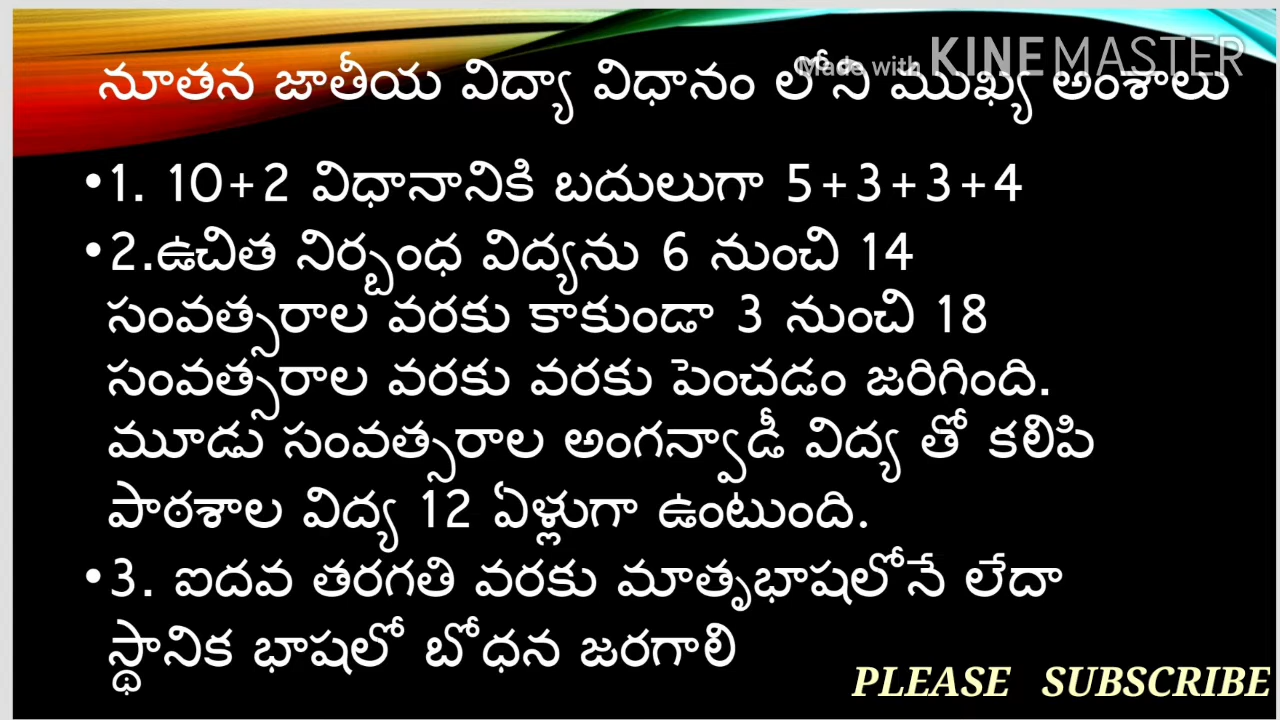 Made with KINEMASTER
నూతన జాతీయ విద్యా విధానం లోని ముఖ్య అంశాలు
•1. 10+2 విధానానికి బదులుగా 5+3+3+4
•2.ఉచిత నిర్బంధ విద్యను 6 నుంచి 14
సంవత్సరాల వరకు కాకుండా 3 నుంచి 18
సంవత్సరాల వరకు వరకు పెంచడం జరిగింది.
మూడు సంవత్సరాల అంగన్వాడీ విద్య తో కలిపి
పాఠశాల విద్య 12 ఏళ్లుగా ఉంటుంది.
•3. ఐదవ తరగతి వరకు మాతృభాషలోనే లేదా
స్థానిక భాషలో బోధన జరగాలి
PLEASE SUBSCRIBE